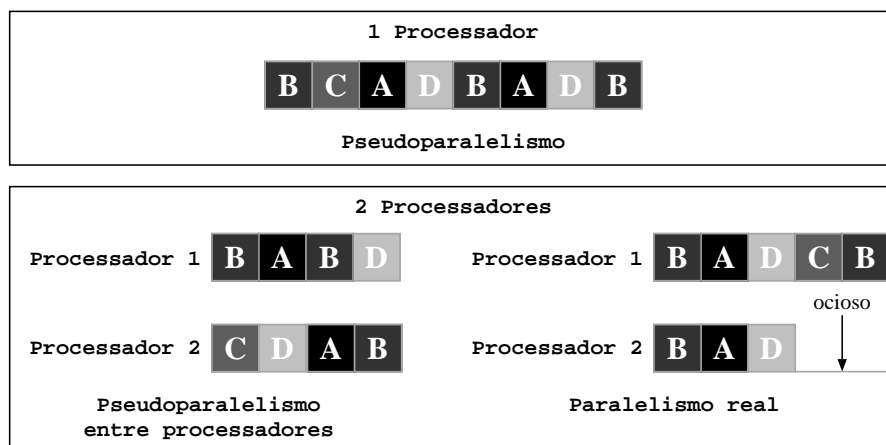 1 Processador
B C A D B A D B
Pseudoparalelismo
2 Processadores
Processador 1 B A B D
Processador 2 C D A B
Pseudoparalelismo
entre processadores
Processador 1 B A D C B
ocioso
Processador 2 B A D
Paralelismo real